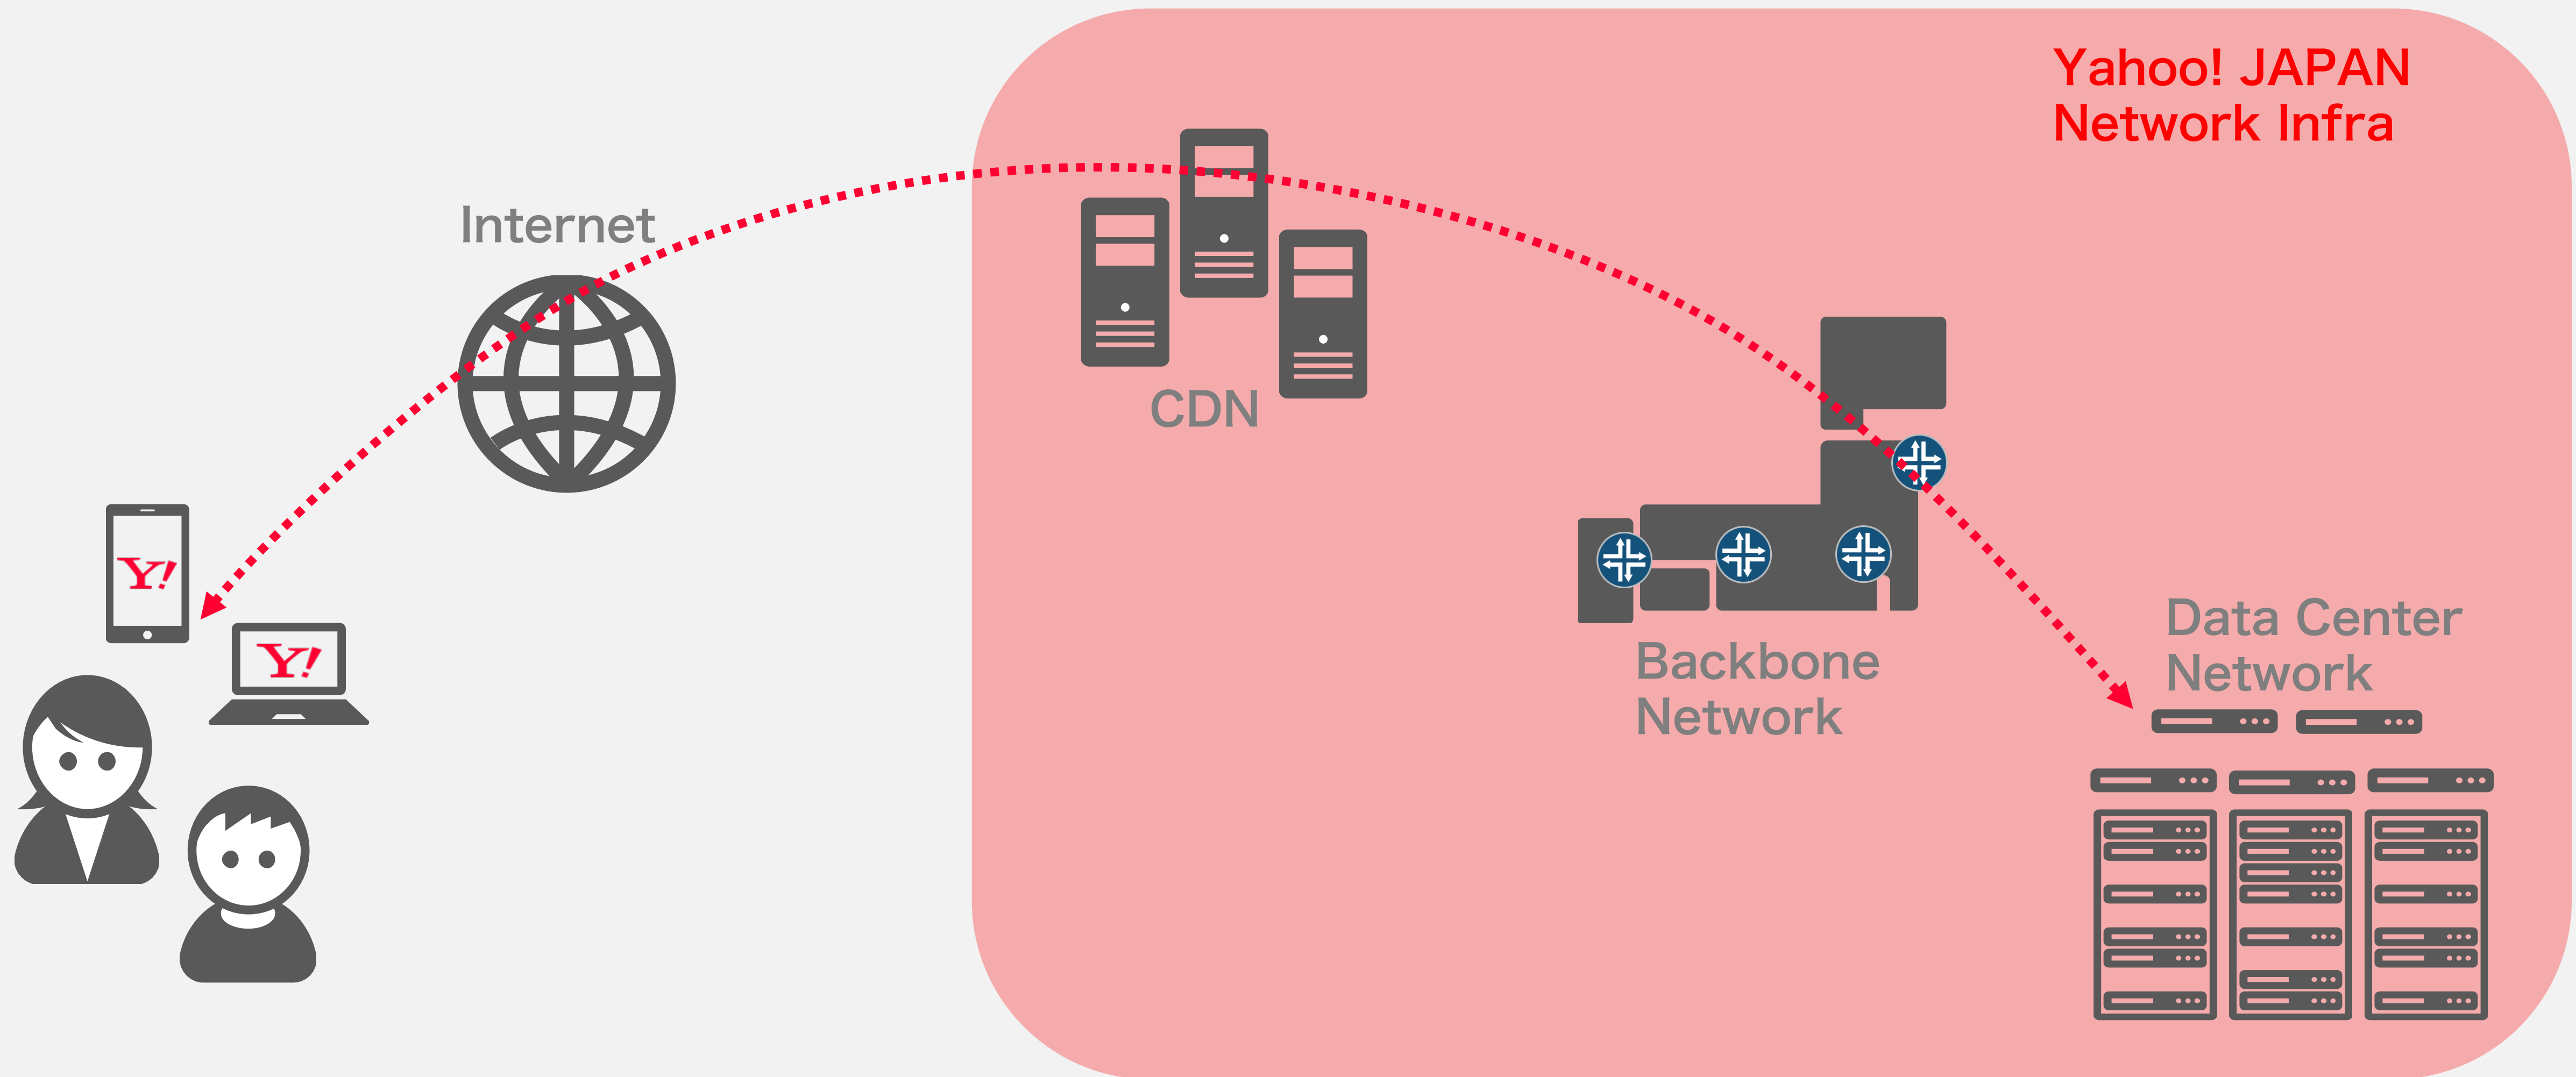 Yahoo! JAPAN
Network Infra
Internet
CDN
Y!
Y!
Backbone
Network
Data Center
Network